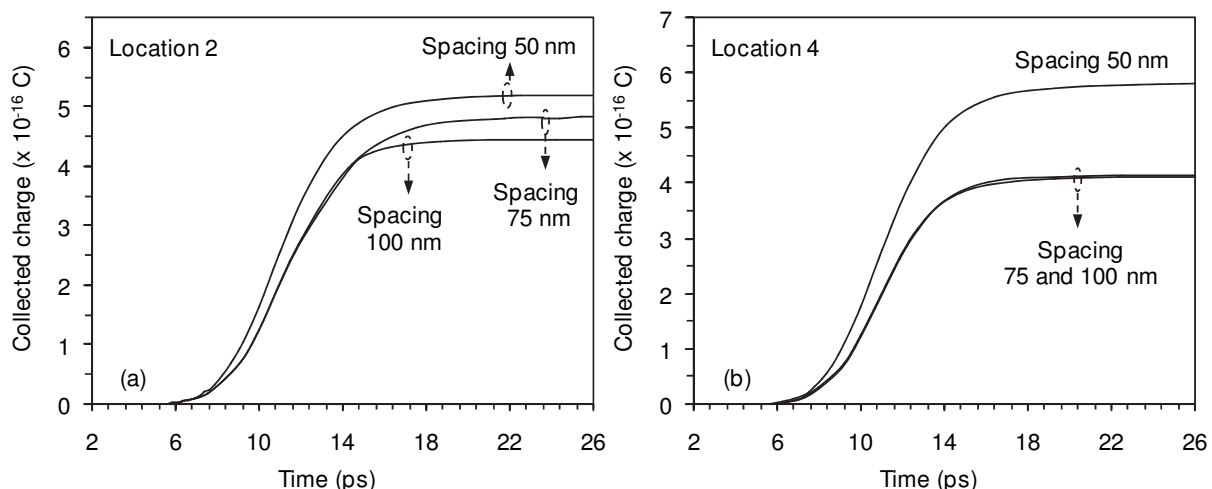 Location 2
Spacing 50 nm
Spacing
75 nm
Spacing
100 nm
(a)
Collected charge (x 10-16 C)
6
5
4
3
2
1
0
2 6 10 14 18 22 26
Time (ps)
Location 4
Spacing 50 nm
Spacing
75 and 100 nm
(b)
Collected charge (x 10-16 C)
7
6
5
4
3
2
1
0
2 6 10 14 18 22 26
Time (ps)